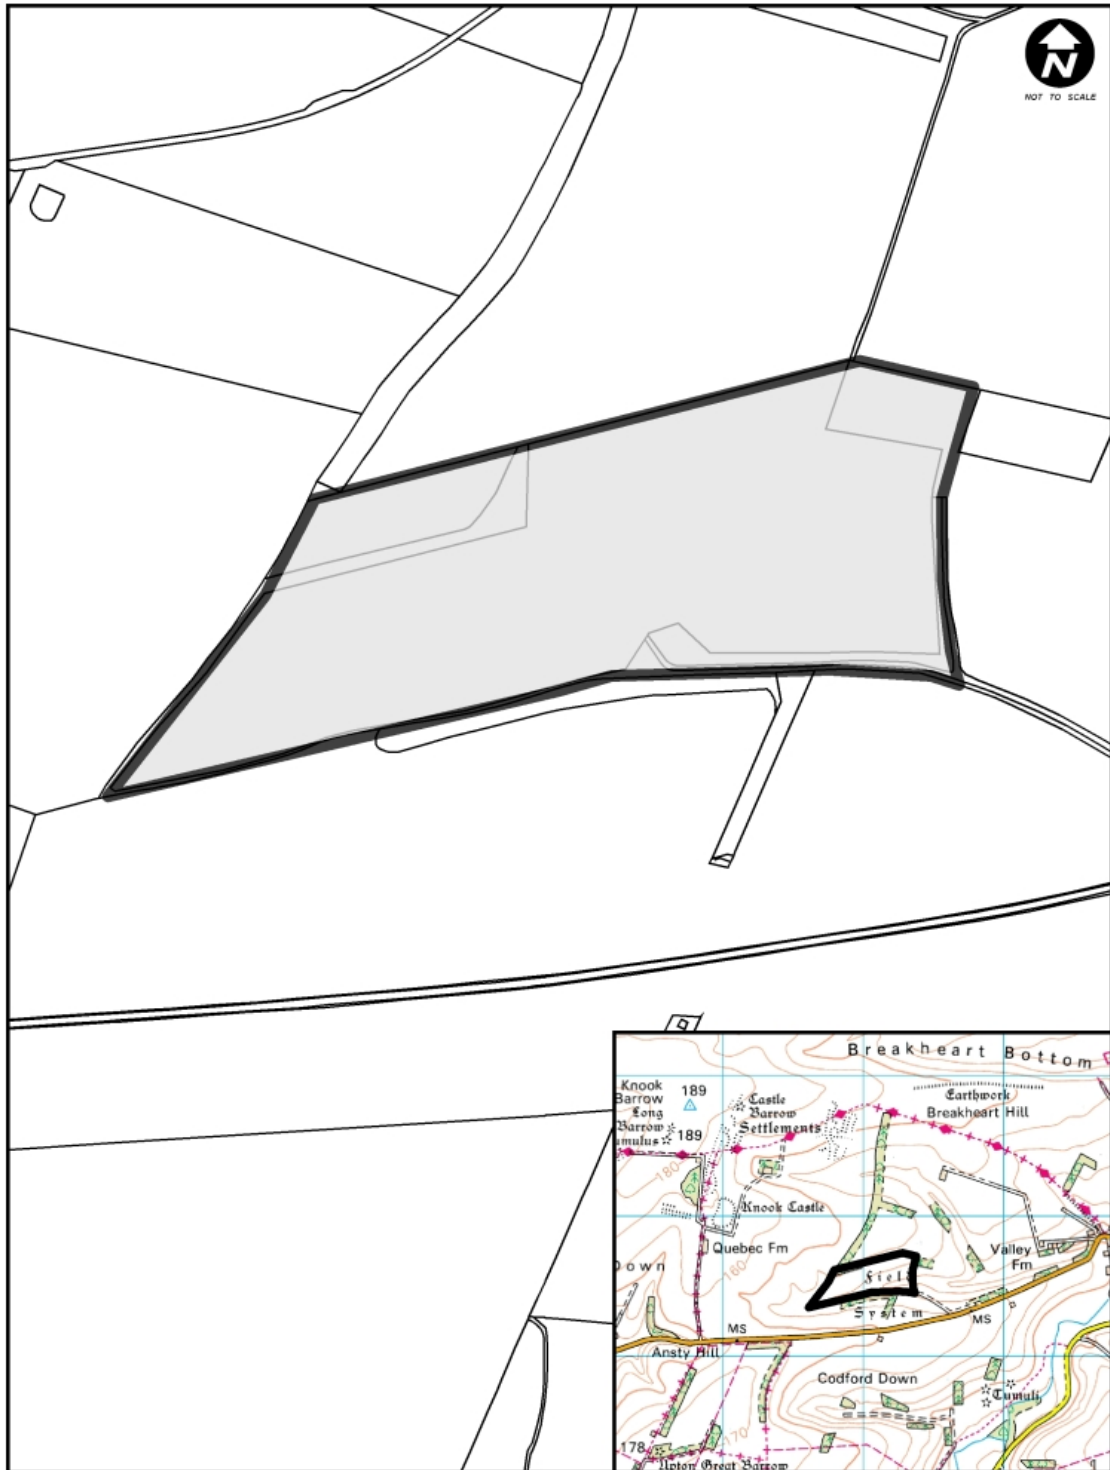 N
NOT TO SCALE
Breakheart Bottom
Knook
Barrow
Long
Barrow
umulus
189
189
Castle
Barrow
Settlements
Earthwork
Breakheart Hill
180
Knook Castle
Quebec Fm
160
Valley
Fm
own
Field
System
MS
MS
Ansty Hill
Codford Down
Tumuli
170
178
Upton Great Barrow